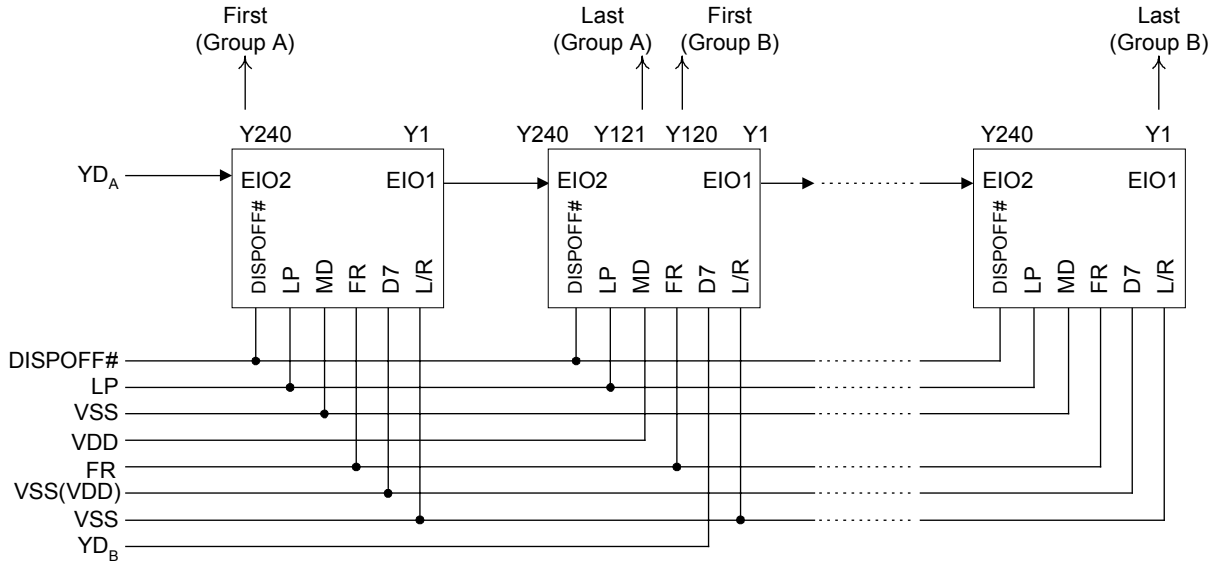 First
(Group A)
Last
(Group A)
First
(Group B)
Last
(Group B)
Y240 Y1
Y240 Y121 Y120 Y1
Y240 Y1
YDA
EIO2 EIO1
EIO2 EIO1
EIO2 EIO1
DISPOFF# LP MD FR D7 L/R
DISPOFF# LP MD FR D7 L/R
DISPOFF# LP MD FR D7 L/R
DISPOFF#
LP
VSS
VDD
FR
VSS(VDD)
VSS
YDB